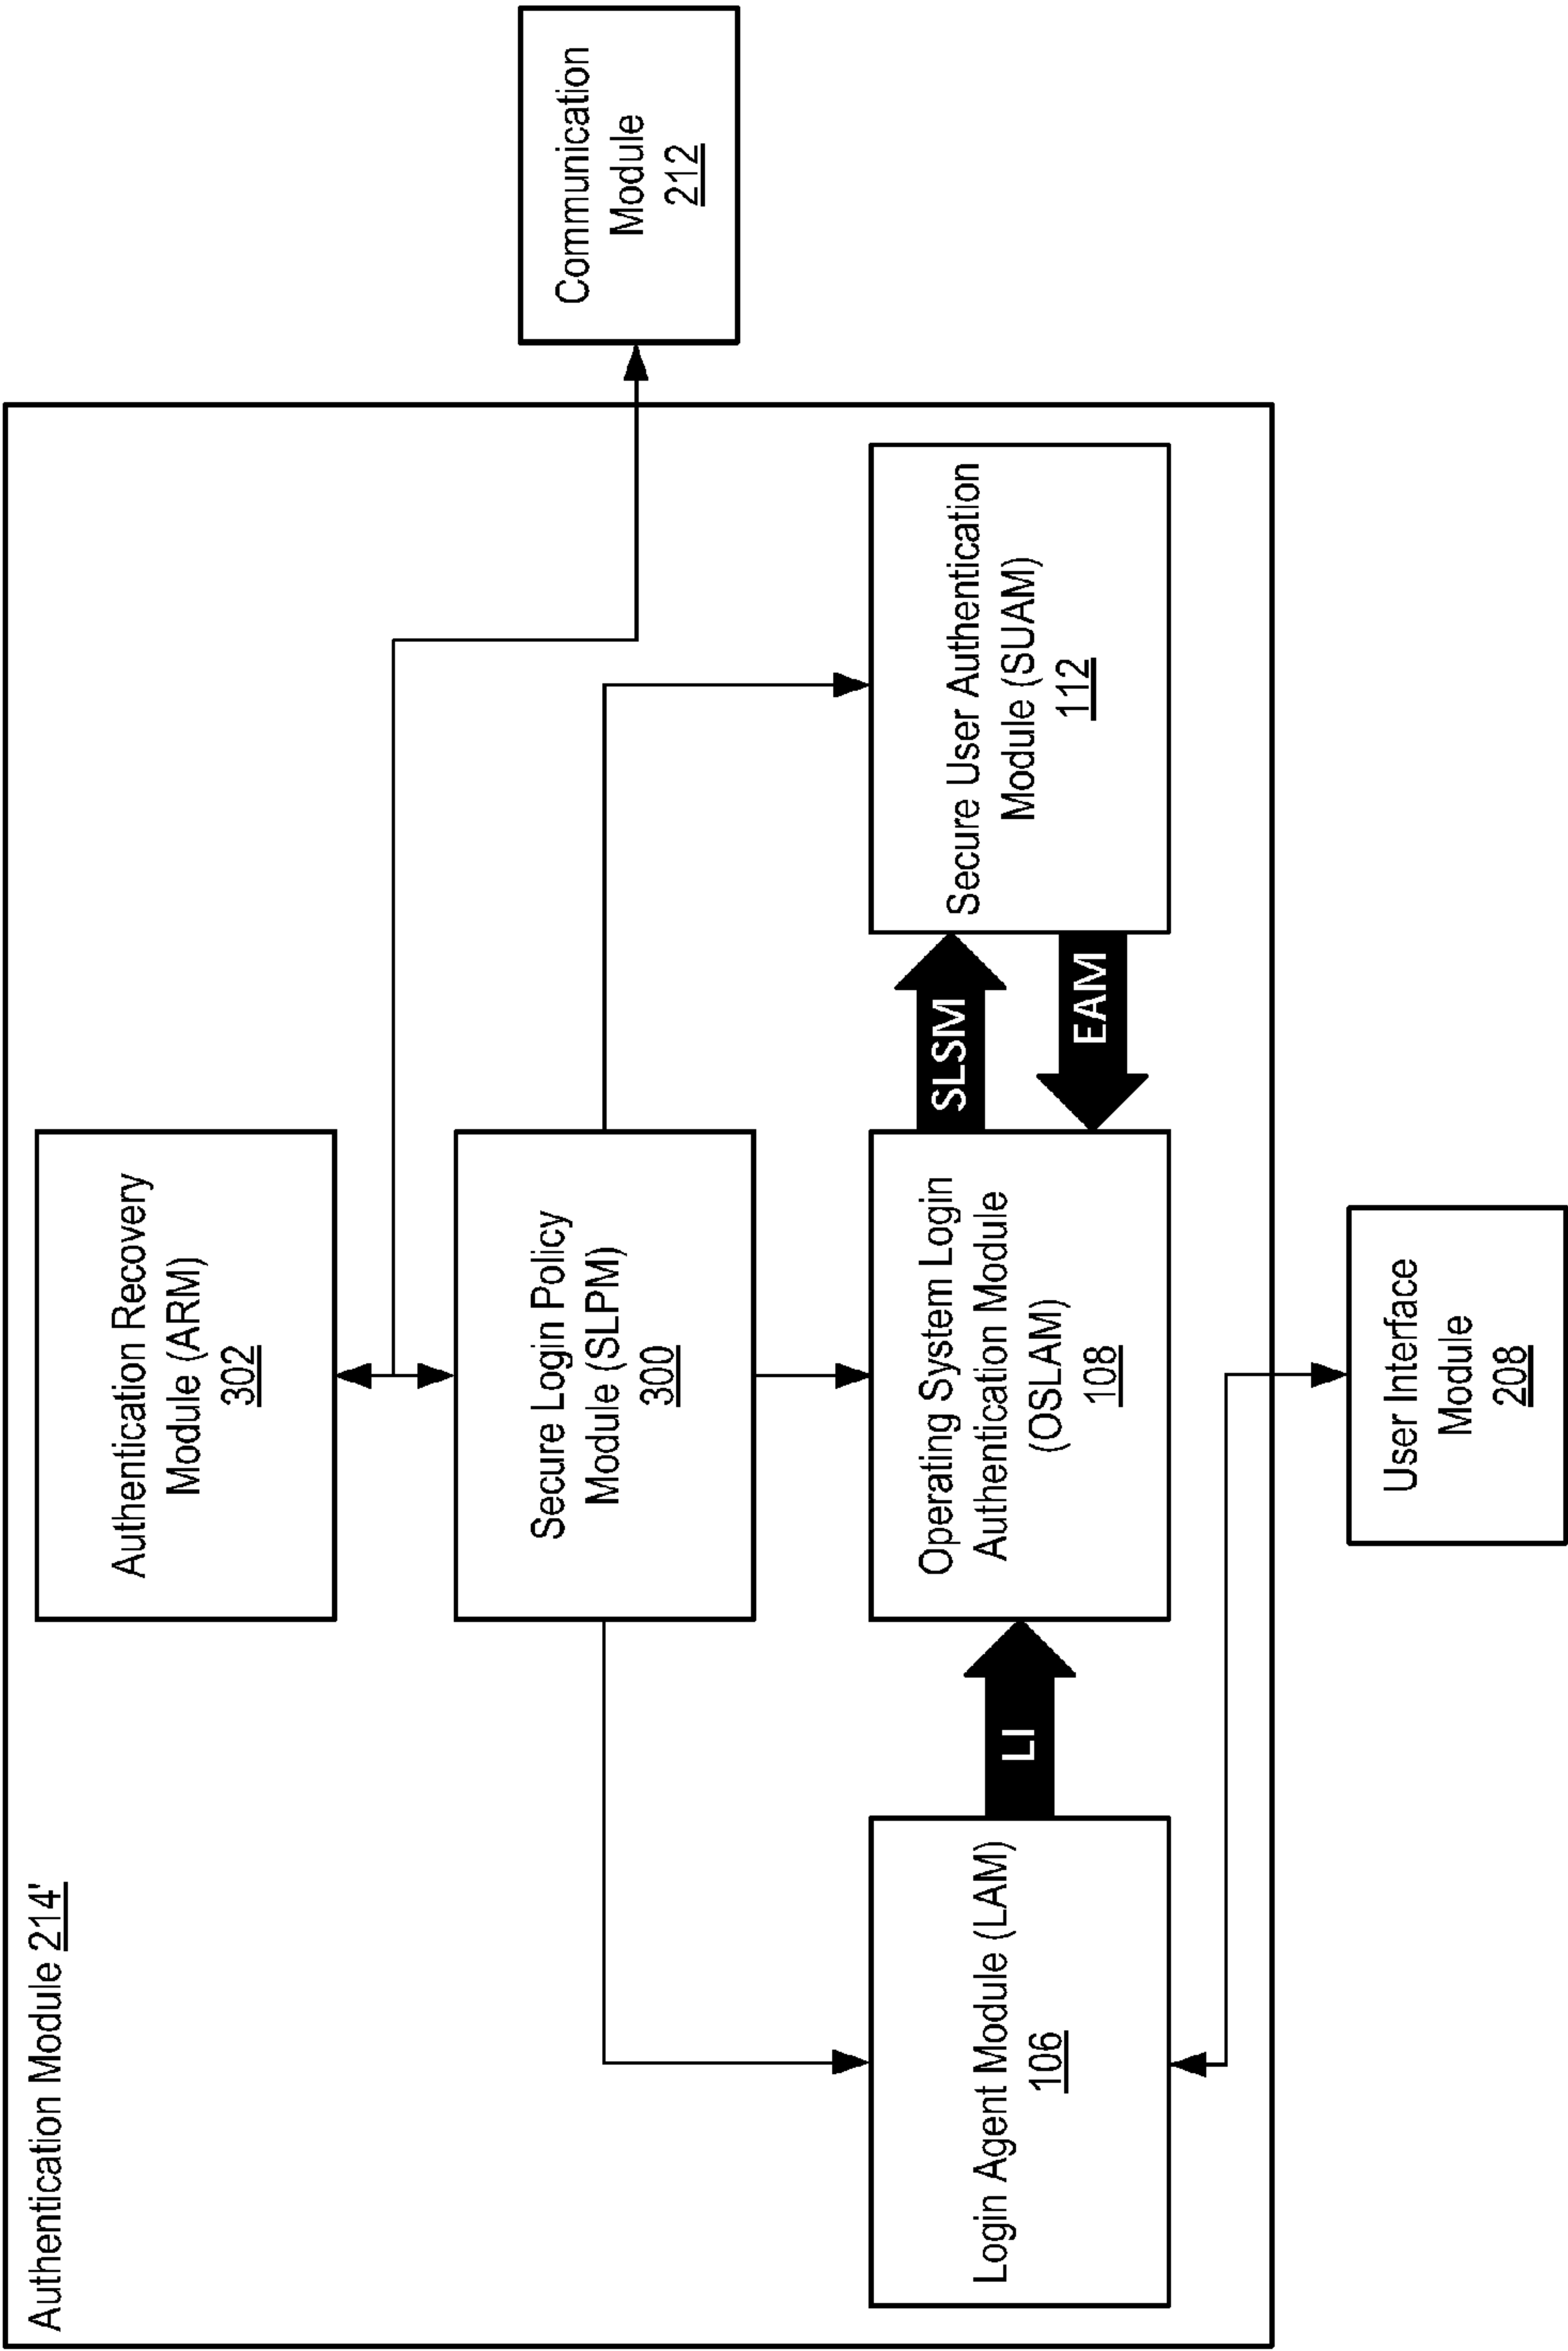 Authentication Module 214'
Authentication Recovery
Module (ARM)
302
Secure Login Policy
Module (SLPM)
300
Communication
Module
212
Login Agent Module (LAM)
106
LI
Operating System Login
Authentication Module
(OSLAM)
108
SLSM
EAM
Secure User Authentication
Module (SUAM)
112
User Interface
Module
208